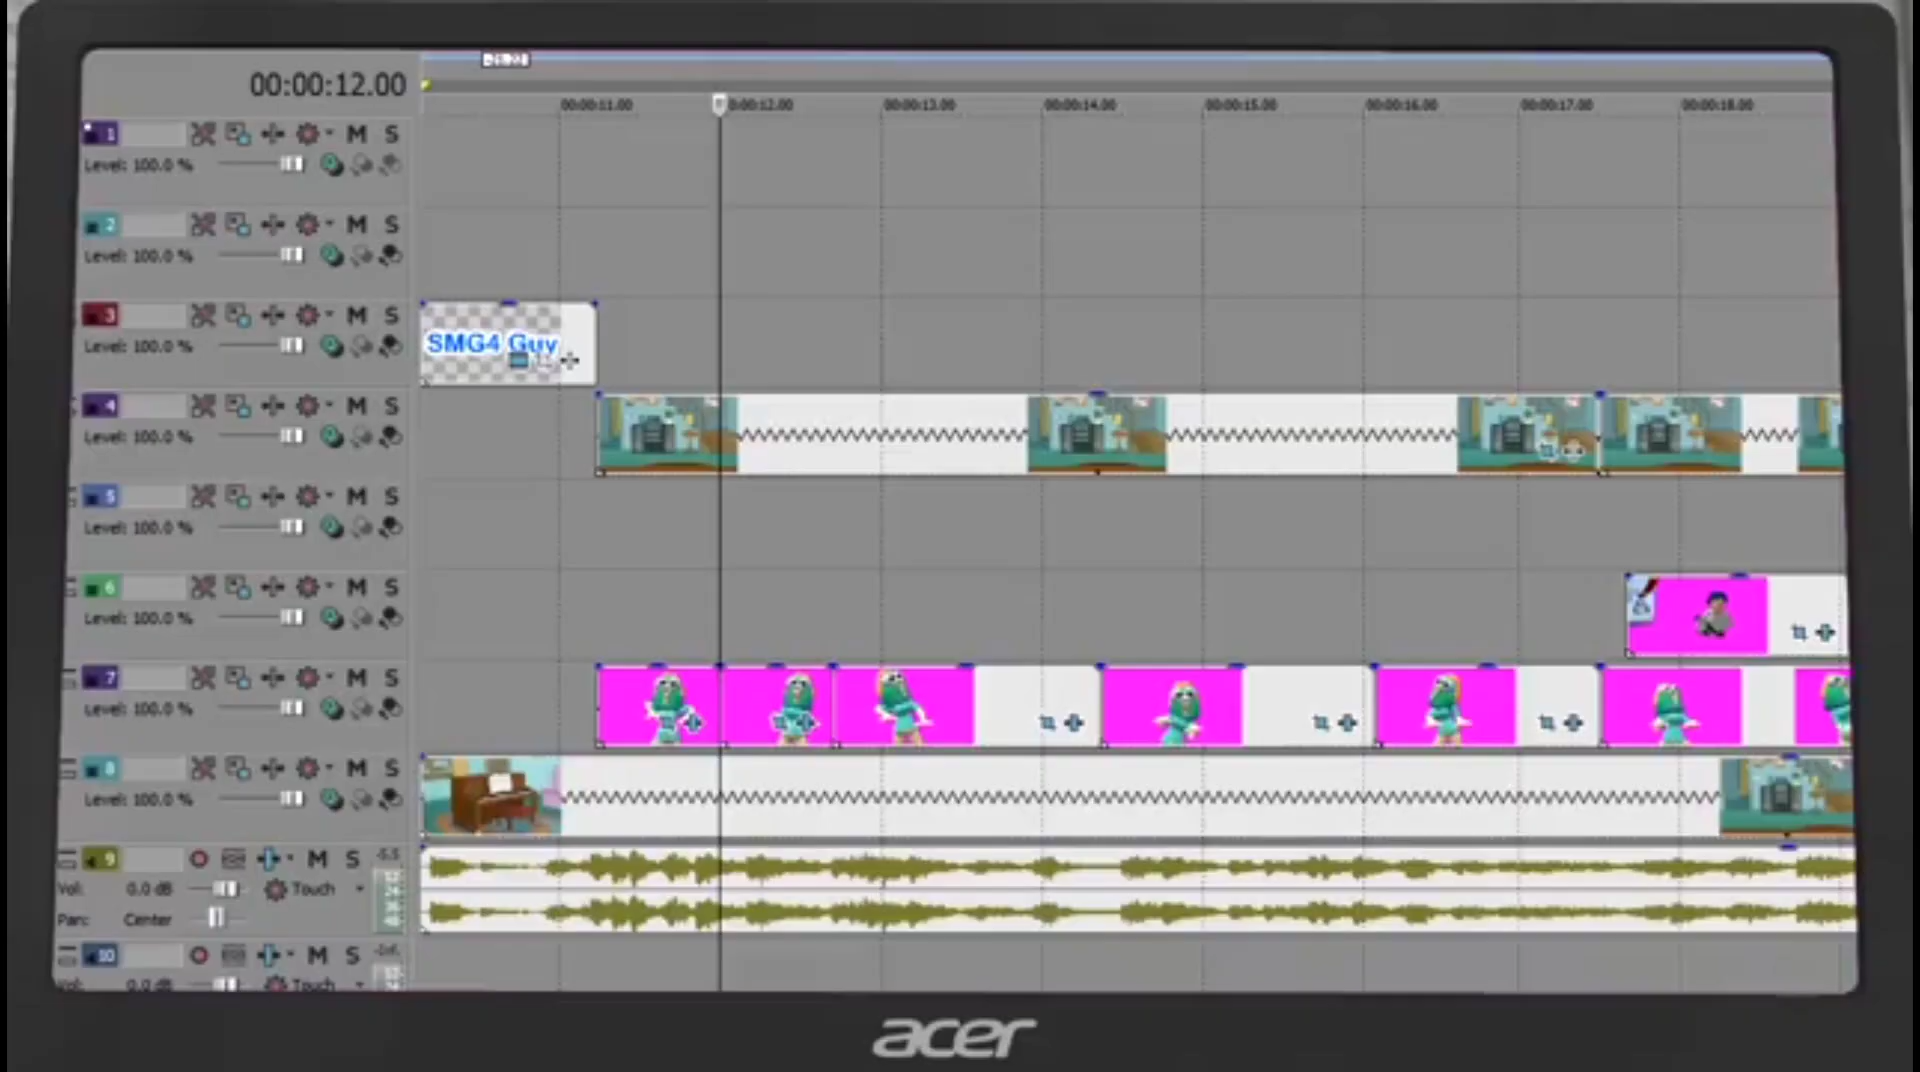 00:00:12.00
00:00:11.00 0:00:12.00 00:00:13.00 00:00:14.00 00:00:15.00 00:00:16.00 00:00:17.00 00:00:18.00
1 M S
Level: 100.0 %
2 M S
Level: 100.0 %
3 M S
Level: 100.0 %
SMG4 Guy
4 M S
Level: 100.0 %
5 M S
Level: 100.0 %
6 M S
Level: 100.0 %
7 M S
Level: 100.0 %
8 M S
Level: 100.0 %
9 M S -5.5
Vol: 0.0 dB Touch
Pan: Center
10 M S -Inf.
Vol: 0.0 dB Touch
acer